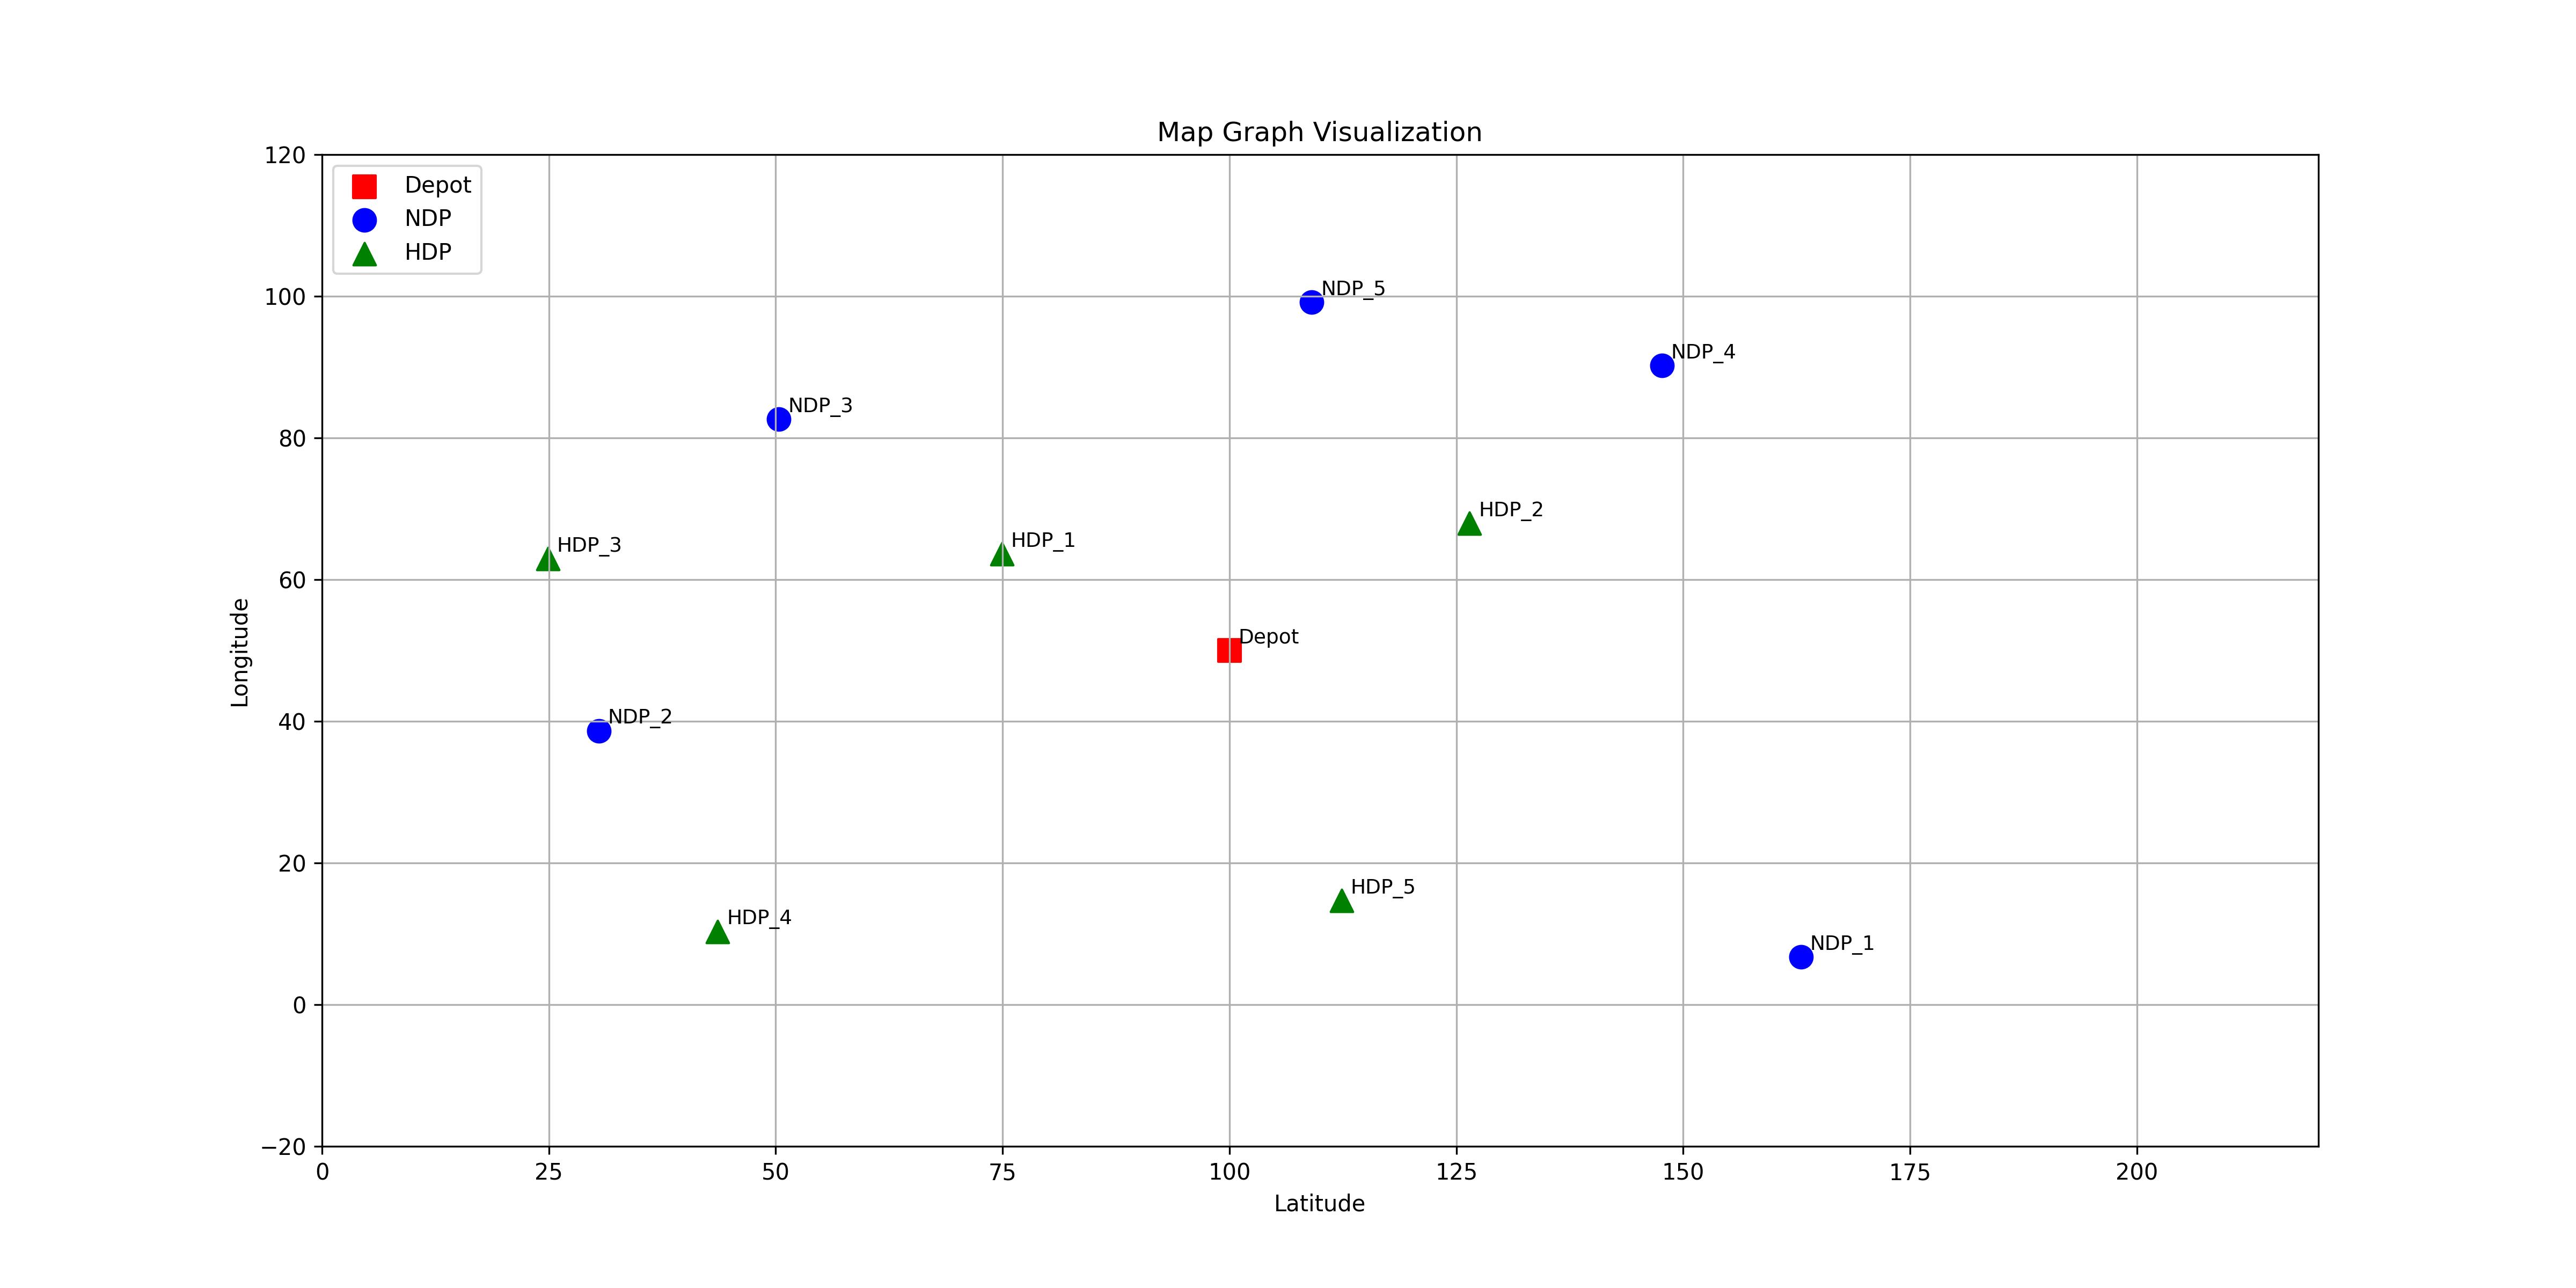 Map Graph Visualization
120
100
80
60
40
20
0
−20
Longitude
Depot
NDP
HDP
NDP_5
NDP_4
NDP_3
HDP_2
HDP_3
HDP_1
Depot
NDP_2
HDP_5
HDP_4
NDP_1
0 25 50 75 100 125 150 175 200
Latitude